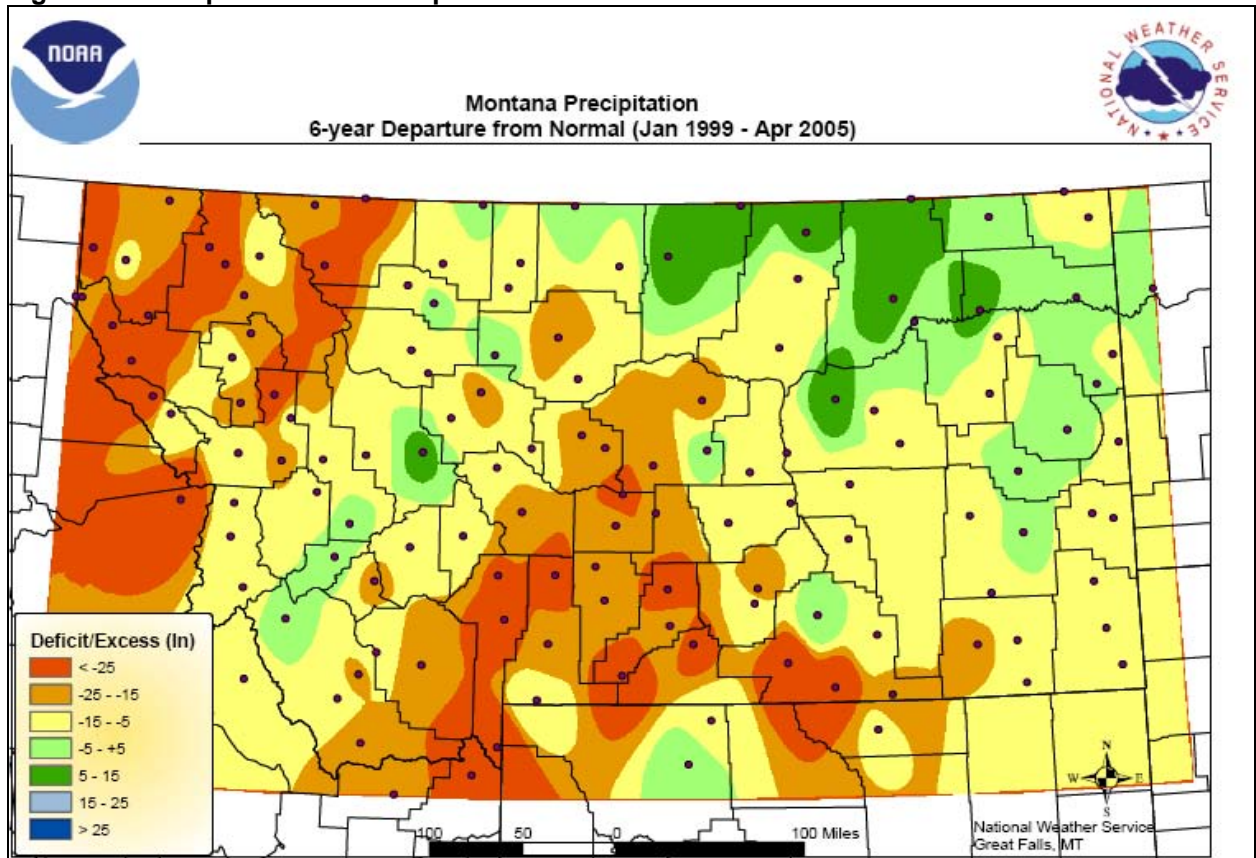 NOAA
NATIONAL WEATHER SERVICE
Montana Precipitation
6-year Departure from Normal (Jan 1999 - Apr 2005)
Deficit/Excess (In)
< -25
-25 - -15
-15 - -5
-5 - +5
5 - 15
15 - 25
> 25
N
W E
S
100 50 0 100 Miles
National Weather Service
Great Falls, MT